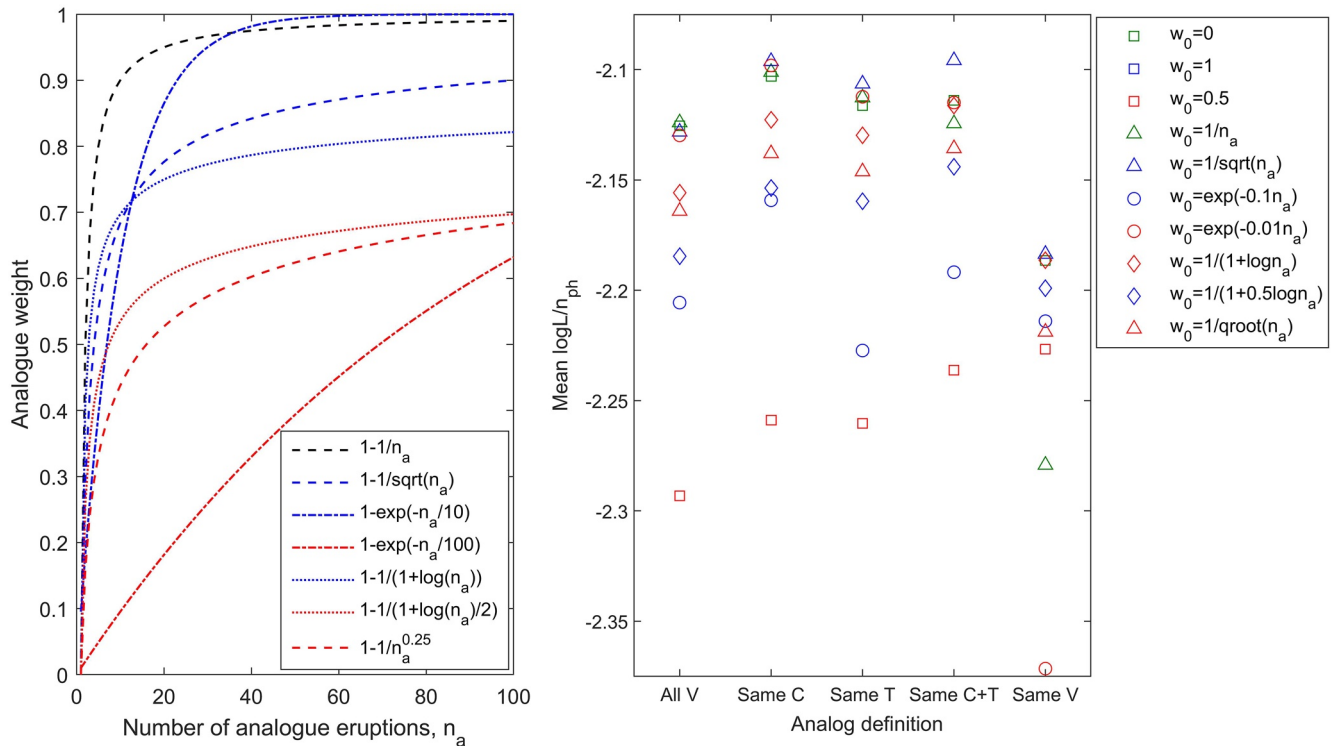 1
0.9
0.8
0.7
0.6
0.5
0.4
0.3
0.2
0.1
0
Analogue weight
0 20 40 60 80 100
Number of analogue eruptions, n_a
1-1/n_a
1-1/sqrt(n_a)
1-exp(-n_a/10)
1-exp(-n_a/100)
1-1/(1+log(n_a))
1-1/(1+log(n_a)/2)
1-1/n_a^0.25
-2.1
-2.15
-2.2
-2.25
-2.3
-2.35
Mean logL/n_ph
All V Same C Same T Same C+T Same V
Analog definition
w_0=0
w_0=1
w_0=0.5
w_0=1/n_a
w_0=1/sqrt(n_a)
w_0=exp(-0.1n_a)
w_0=exp(-0.01n_a)
w_0=1/(1+logn_a)
w_0=1/(1+0.5logn_a)
w_0=1/qroot(n_a)